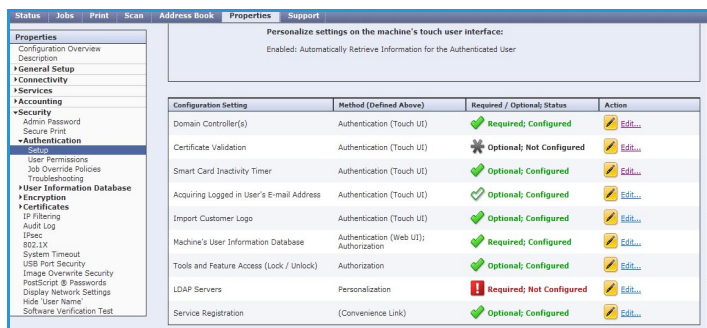 Status Jobs Print Scan Address Book Properties Support
Properties
Configuration Overview
Description
General Setup
Connectivity
Services
Accounting
Security
Admin Password
Secure Print
Authentication
Setup
User Permissions
Job Override Policies
Troubleshooting
User Information Database
Encryption
Certificates
IP Filtering
Audit Log
IPsec
802.1X
System Timeout
USB Port Security
Image Overwrite Security
PostScript ® Passwords
Display Network Settings
Hide 'User Name'
Software Verification Test
Personalize settings on the machine's touch user interface:
Enabled: Automatically Retrieve Information for the Authenticated User
Configuration Setting Method (Defined Above) Required / Optional; Status Action
Domain Controller(s) Authentication (Touch UI) Required; Configured Edit...
Certificate Validation Authentication (Touch UI) Optional; Not Configured Edit...
Smart Card Inactivity Timer Authentication (Touch UI) Optional; Configured Edit...
Acquiring Logged in User's E-mail Address Authentication (Touch UI) Optional; Configured Edit...
Import Customer Logo Authentication (Touch UI) Optional; Configured Edit...
Machine's User Information Database Authentication (Web UI); Authorization Required; Configured Edit...
Tools and Feature Access (Lock / Unlock) Authorization Optional; Configured Edit...
LDAP Servers Personalization Required; Not Configured Edit...
Service Registration (Convenience Link) Optional; Configured Edit...